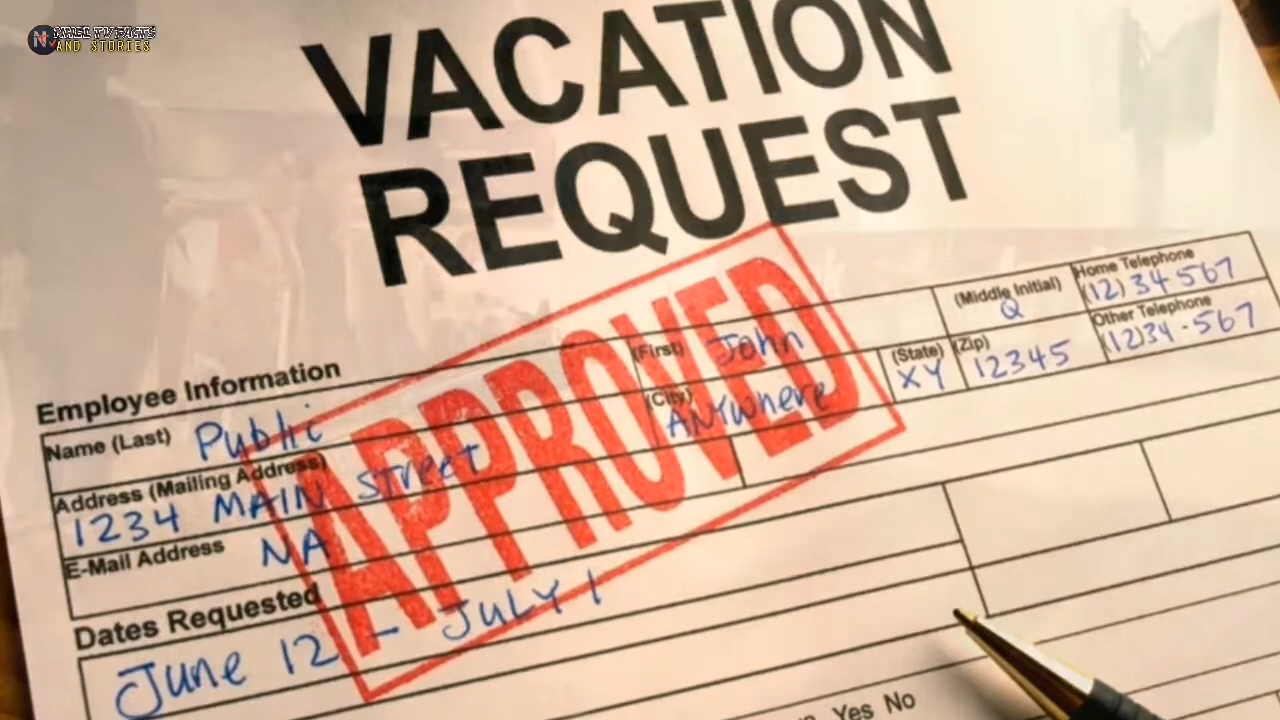 AND STORIES
VACATION
REQUEST
APPROVED
Employee Information
Name (Last) Public (First) John (Middle Initial) Q Home Telephone (12) 34 567
Address (Mailing Address) 1234 MAIN Street (City) ANYwhere (State) XY (Zip) 12345 Other Telephone (12)34-567
E-Mail Address NA
Dates Requested
June 12 - JULY 1
Yes No